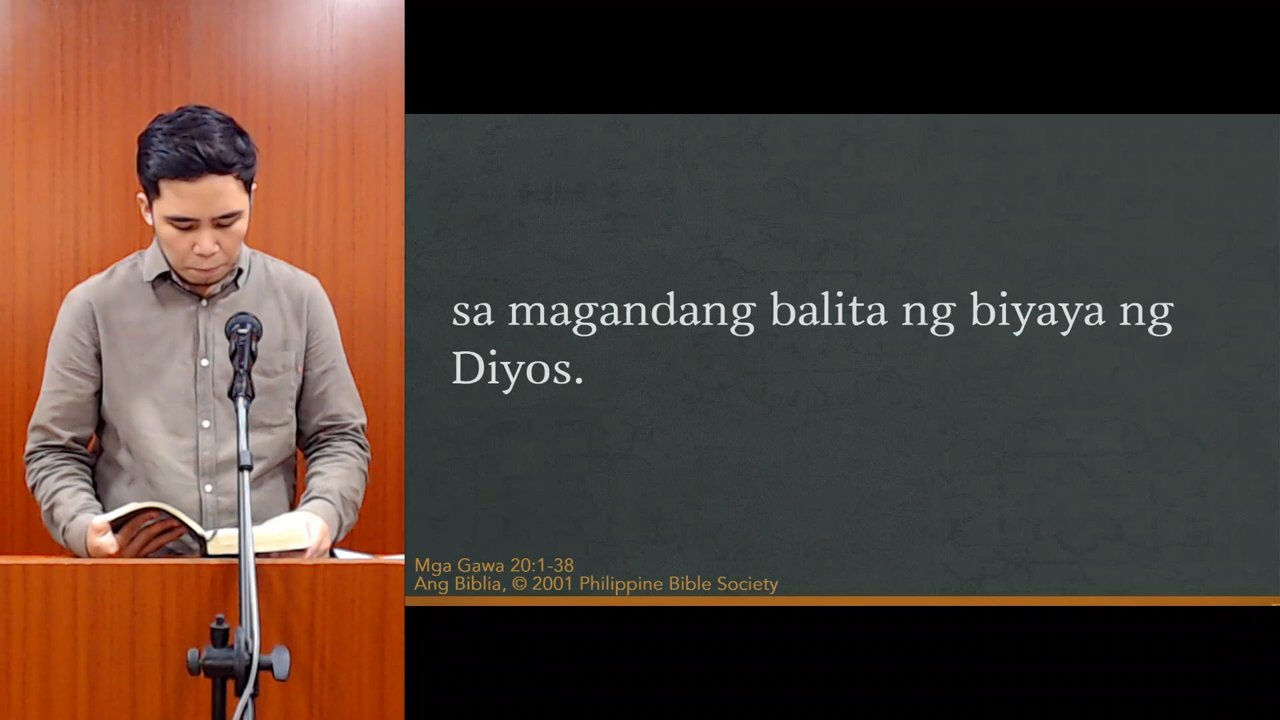 sa magandang balita ng biyaya ng
Diyos.
Mga Gawa 20:1-38
Ang Biblia, © 2001 Philippine Bible Society